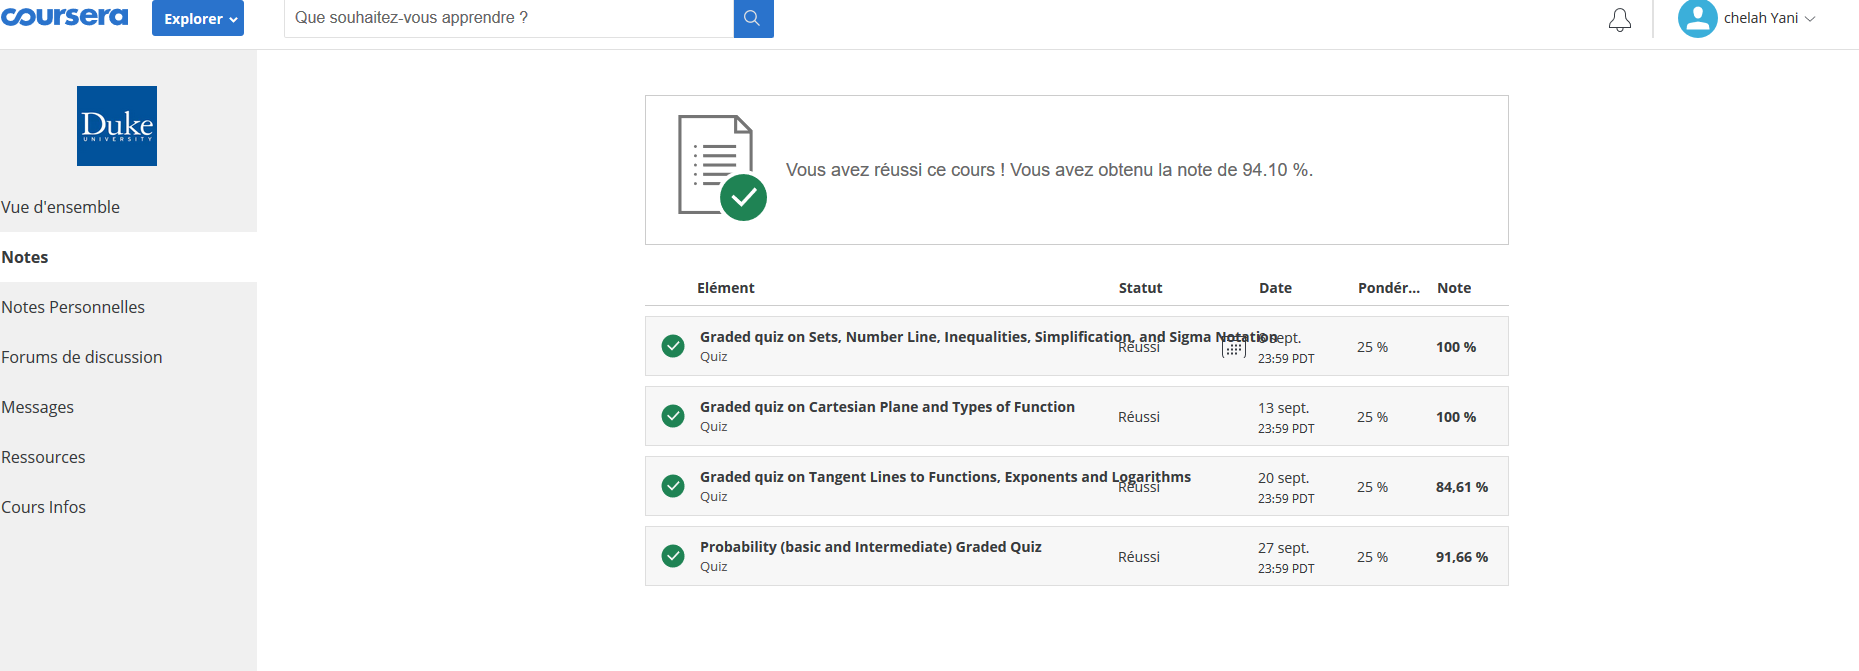 coursera
Explorer
Que souhaitez-vous apprendre ?
chelah Yani
Duke
UNIVERSITY
Vue d'ensemble
Notes
Notes Personnelles
Forums de discussion
Messages
Ressources
Cours Infos
Vous avez réussi ce cours ! Vous avez obtenu la note de 94.10 %.
Elément Statut Date Pondér... Note
Graded quiz on Sets, Number Line, Inequalities, Simplification, and Sigma Notation
Quiz
Réussi
sept.
23:59 PDT
25 %
100 %
Graded quiz on Cartesian Plane and Types of Function
Quiz
Réussi
13 sept.
23:59 PDT
25 %
100 %
Graded quiz on Tangent Lines to Functions, Exponents and Logarithms
Quiz
Réussi
20 sept.
23:59 PDT
25 %
84,61 %
Probability (basic and Intermediate) Graded Quiz
Quiz
Réussi
27 sept.
23:59 PDT
25 %
91,66 %